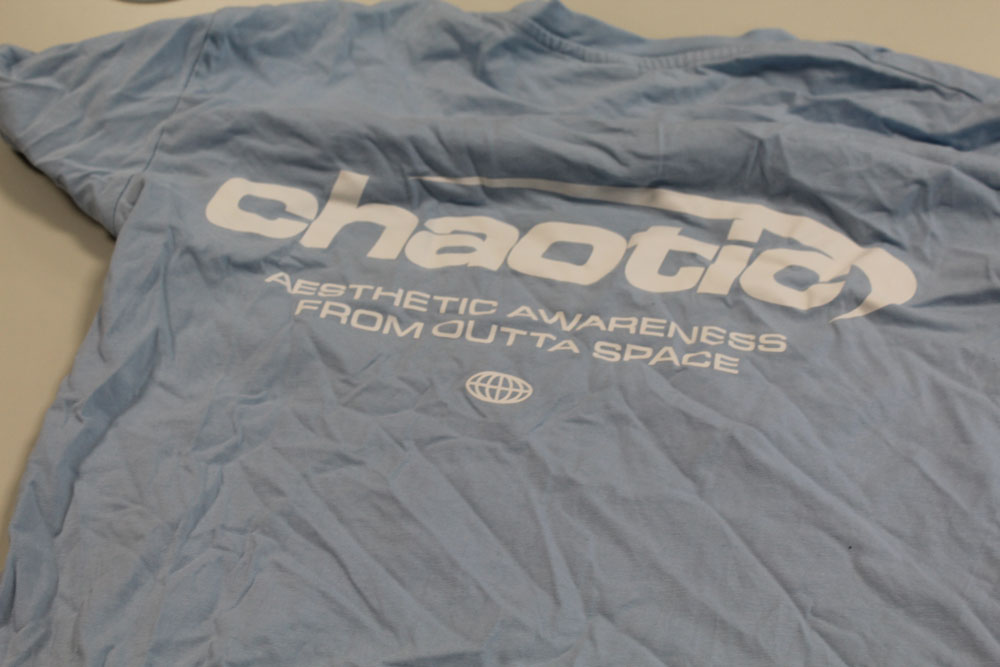 chaotic
AESTHETIC AWARENESS
FROM OUTTA SPACE